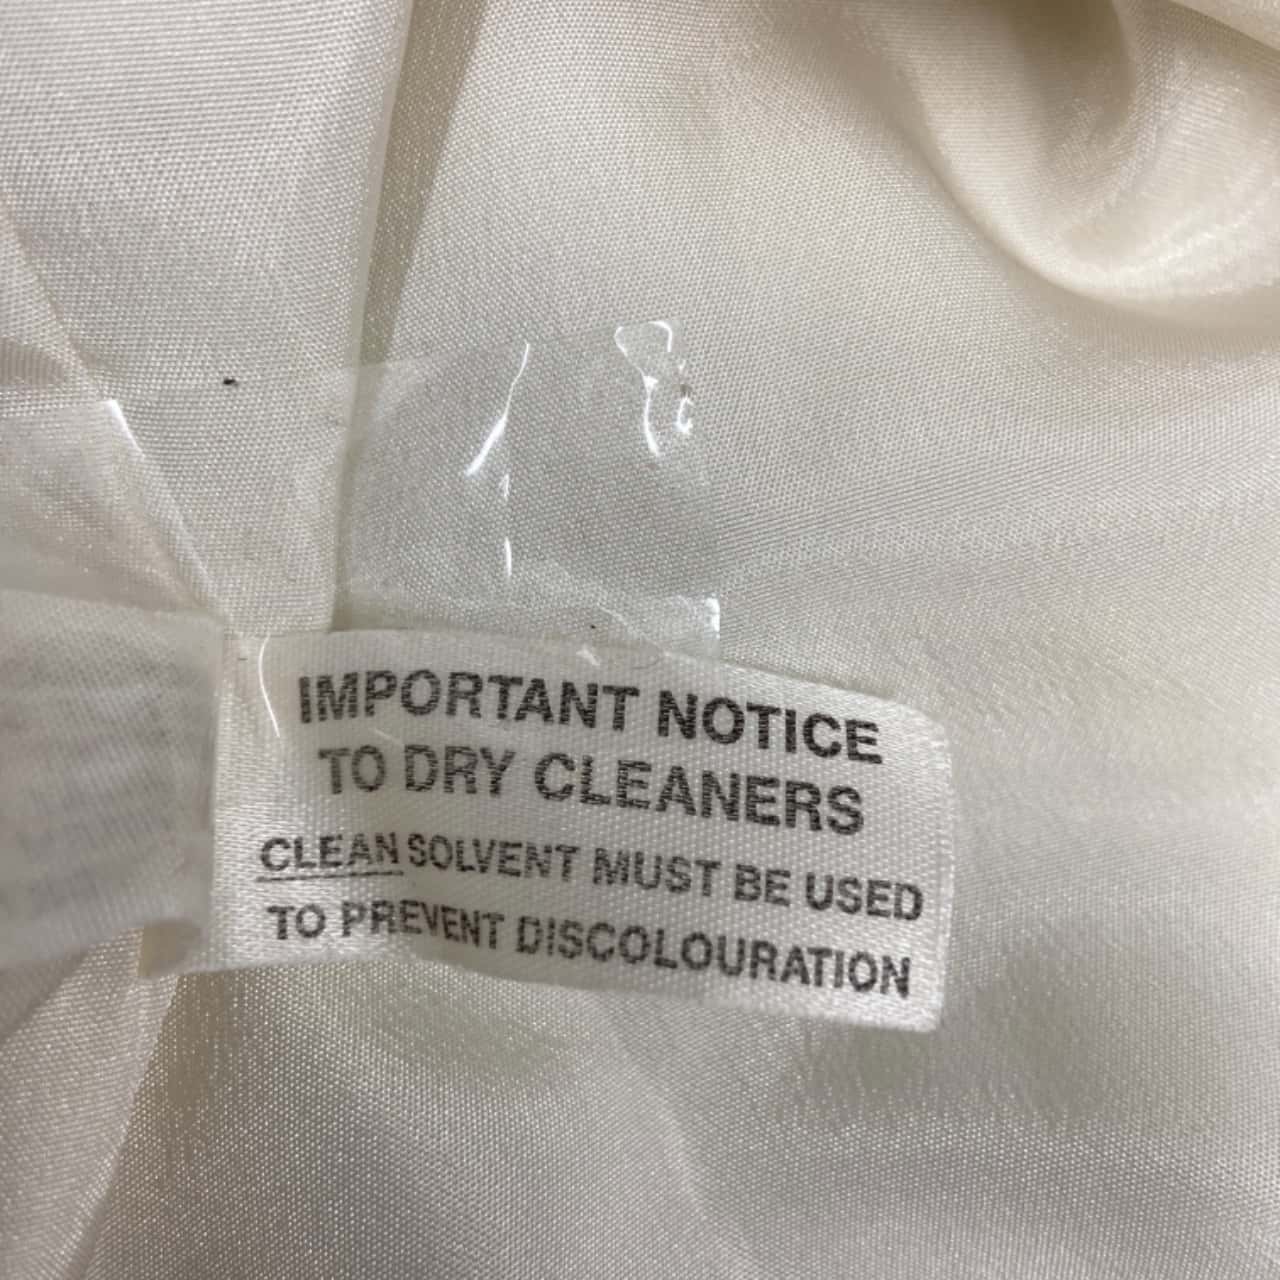 IMPORTANT NOTICE
TO DRY CLEANERS
CLEAN SOLVENT MUST BE USED
TO PREVENT DISCOLOURATION